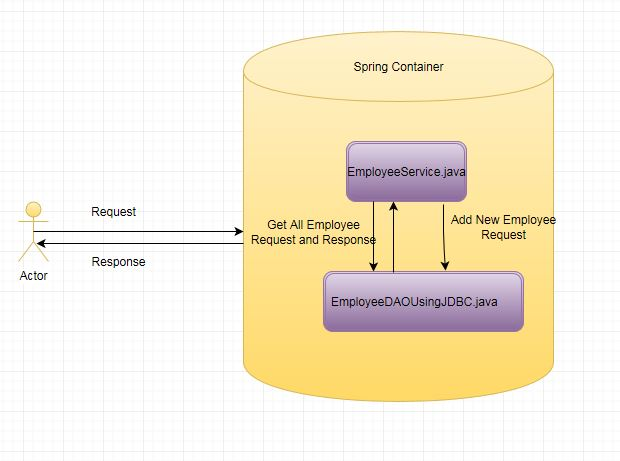 Spring Container
EmployeeService.java
Request
Get All Employee
Request and Response
Add New Employee
Request
Response
Actor
EmployeeDAOUsingJDBC.java